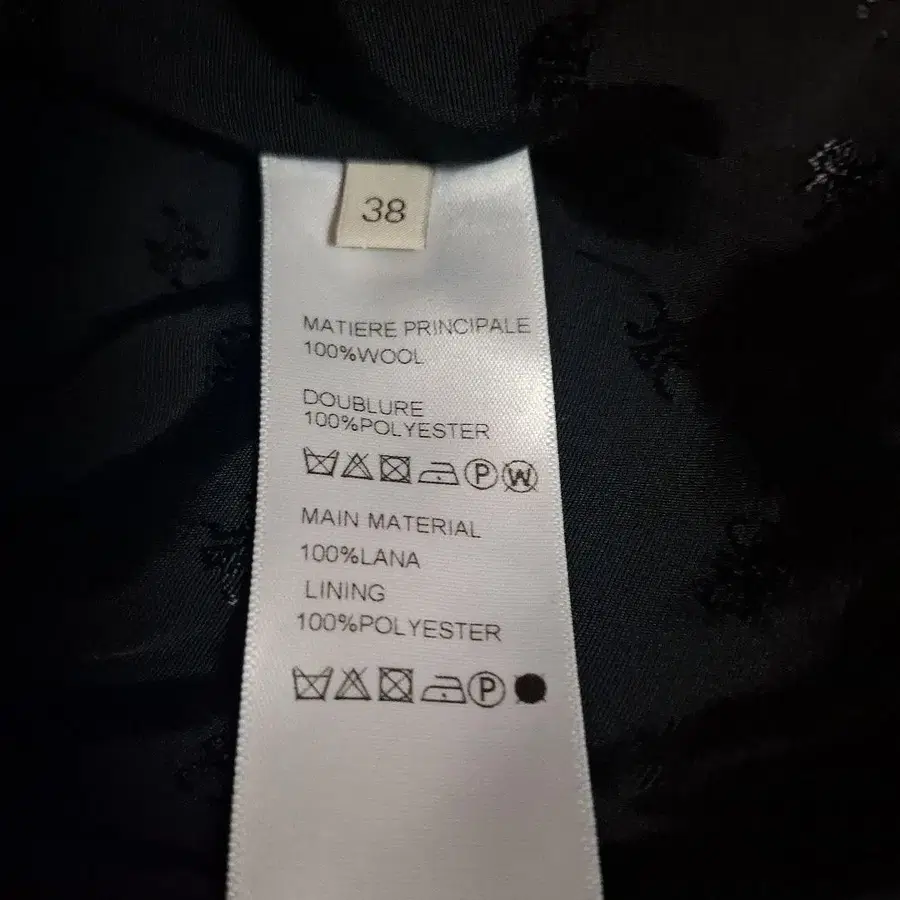 38
MATIERE PRINCIPALE
100%WOOL
DOUBLURE
100%POLYESTER
P W
MAIN MATERIAL
100%LANA
LINING
100%POLYESTER
P